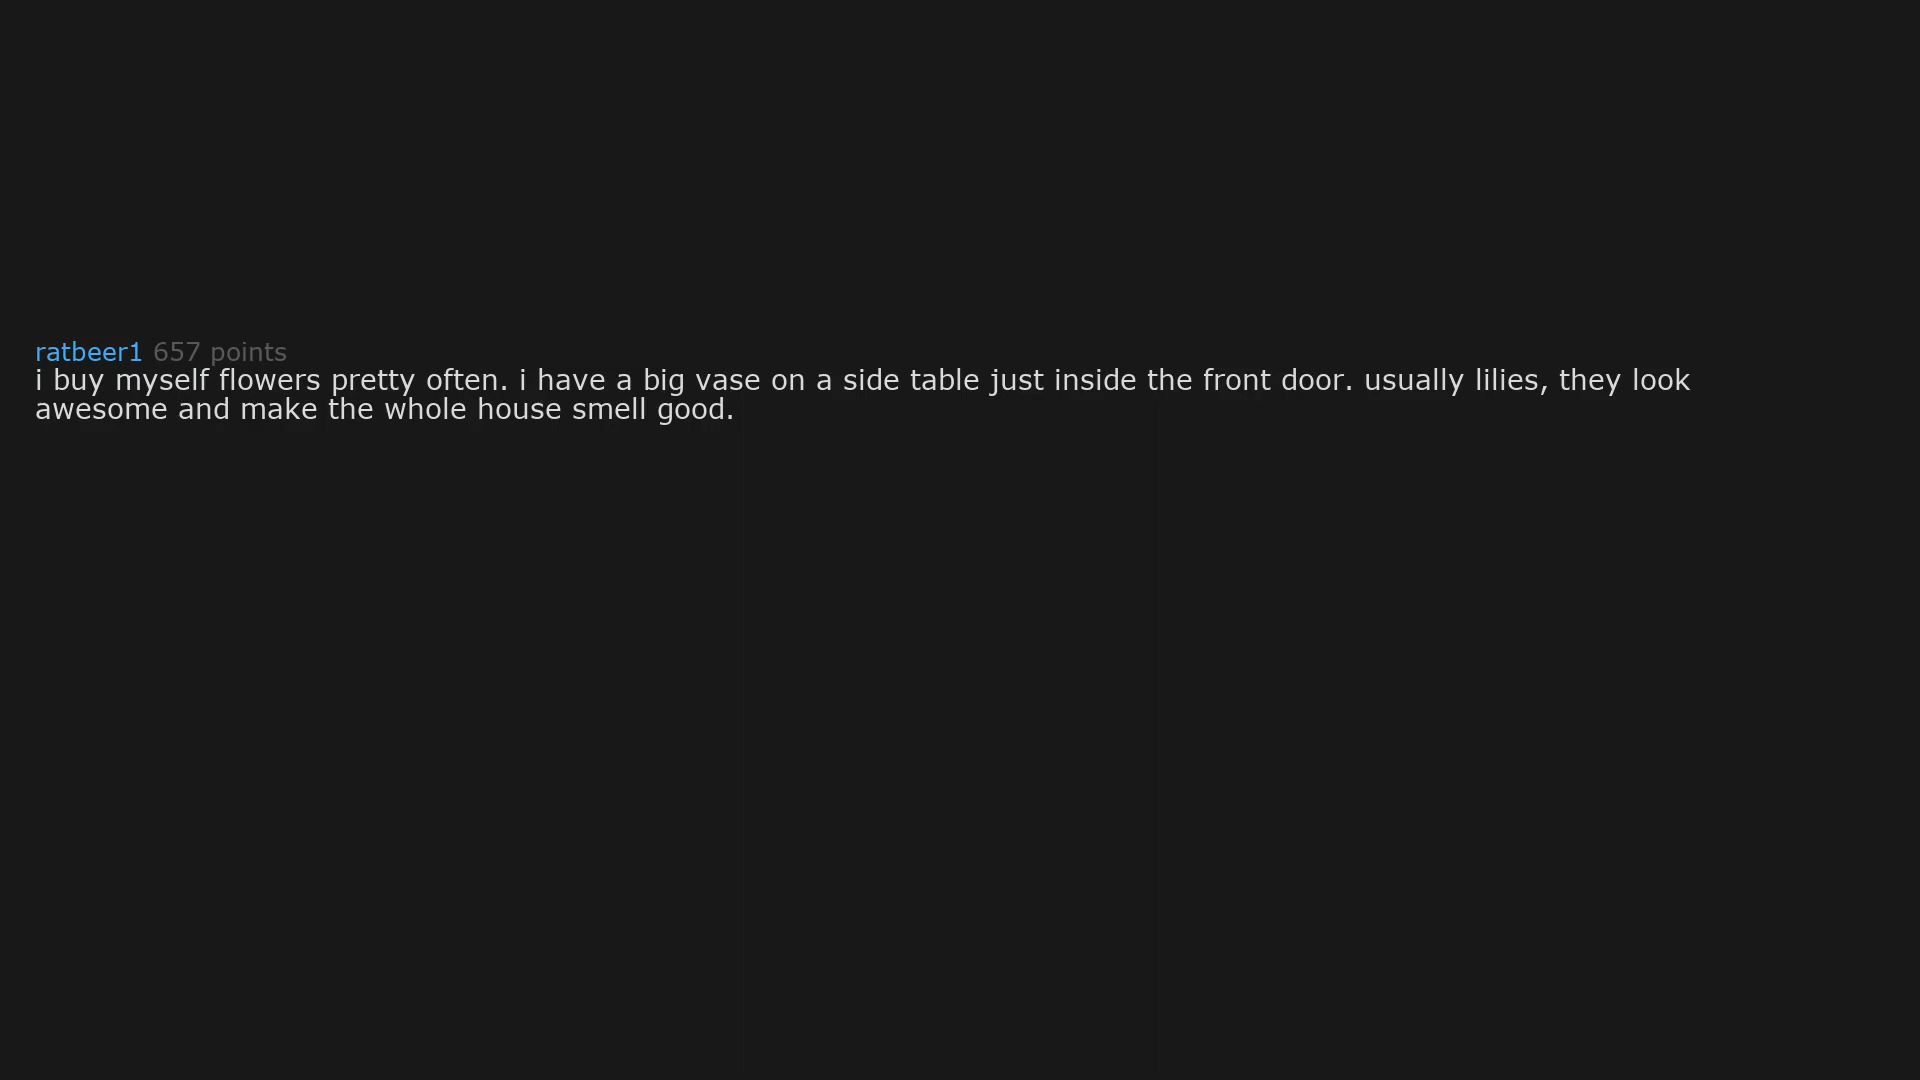 ratbeer1 657 points
i buy myself flowers pretty often. i have a big vase on a side table just inside the front door. usually lilies, they look
awesome and make the whole house smell good.